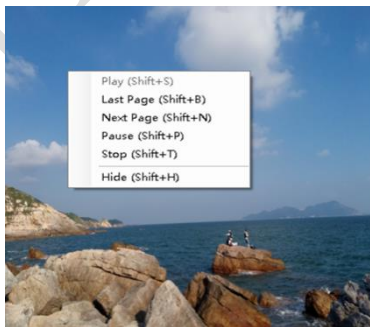 Play (Shift+S)
Last Page (Shift+B)
Next Page (Shift+N)
Pause (Shift+P)
Stop (Shift+T)
Hide (Shift+H)